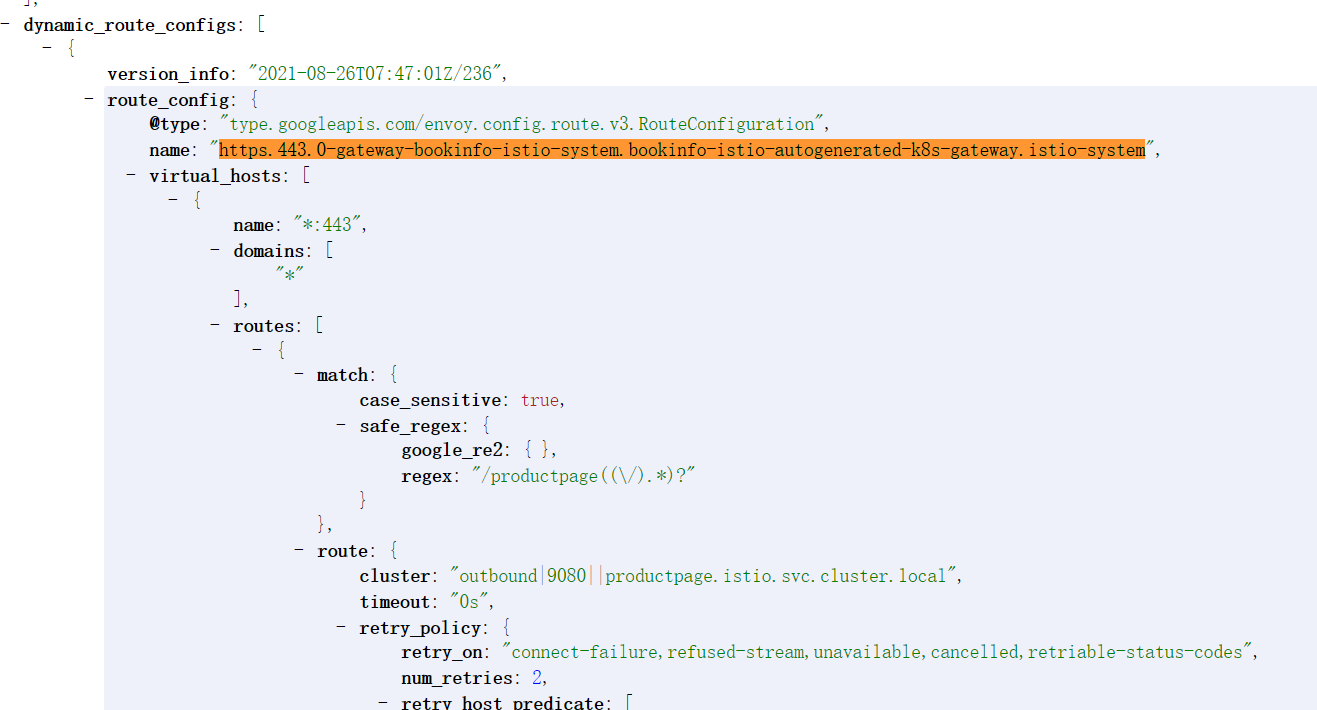 ],
- dynamic_route_configs: [
- {
version_info: "2021-08-26T07:47:01Z/236",
- route_config: {
@type: "type.googleapis.com/envoy.config.route.v3.RouteConfiguration",
name: "https.443.0-gateway-bookinfo-istio-system.bookinfo-istio-autogenerated-k8s-gateway.istio-system",
- virtual_hosts: [
- {
name: "*:443",
- domains: [
"*"
],
- routes: [
- {
- match: {
case_sensitive: true,
- safe_regex: {
google_re2: { },
regex: "/productpage((\/).*)?"
}
},
- route: {
cluster: "outbound|9080||productpage.istio.svc.cluster.local",
timeout: "0s",
- retry_policy: {
retry_on: "connect-failure,refused-stream,unavailable,cancelled,retriable-status-codes",
num_retries: 2,
- retry_host_predicate: [